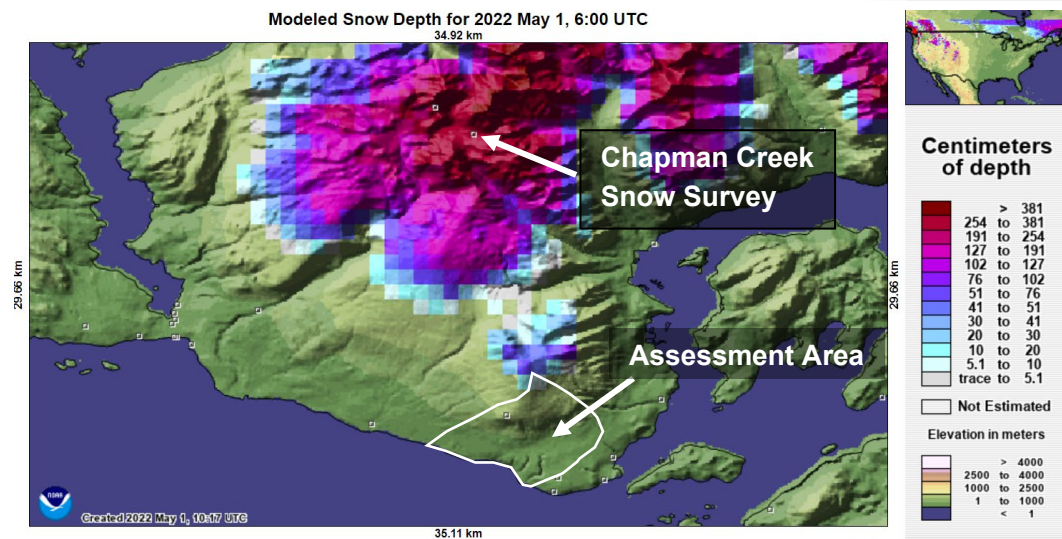 Modeled Snow Depth for 2022 May 1, 6:00 UTC
34.92 km
29.66 km
Chapman Creek
Snow Survey
Assessment Area
29.66 km
NOAA
Created 2022 May 1, 10:17 UTC
35.11 km
Centimeters
of depth
> 381
254 to 381
191 to 254
127 to 191
102 to 127
76 to 102
51 to 76
41 to 51
30 to 41
20 to 30
10 to 20
5.1 to 10
trace to 5.1
Not Estimated
Elevation in meters
> 4000
2500 to 4000
1000 to 2500
1 to 1000
< 1